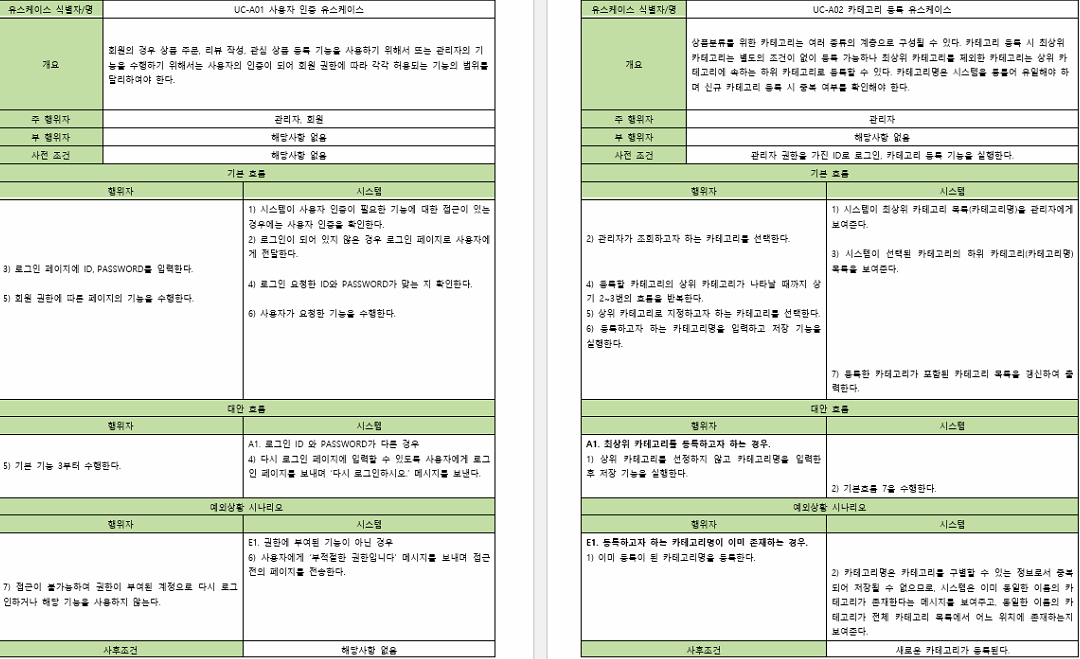 유스케이스 식별자/명 UC-A01 사용자 인증 유스케이스
개요
회원의 경우 상품 주문, 리뷰 작성, 관심 상품 등록 기능을 사용하기 위해서 또는 관리자의 기
능을 수행하기 위해서는 사용자의 인증이 되어 회원 권한에 따라 각각 허용되는 기능의 범위를
달리하여야 한다.
주 행위자 관리자, 회원
부 행위자 해당사항 없음
사전 조건 해당사항 없음
기본 흐름
행위자 시스템
1) 시스템이 사용자 인증이 필요한 기능에 대한 접근이 있는
경우에는 사용자 인증을 확인한다.
2) 로그인이 되어 있지 않은 경우 로그인 페이지로 사용자에
게 전달한다.
3) 로그인 페이지에 ID, PASSWORD를 입력한다.
4) 로그인 요청한 ID와 PASSWORD가 맞는 지 확인한다.
5) 회원 권한에 따른 페이지의 기능을 수행한다.
6) 사용자가 요청한 기능을 수행한다.
대안 흐름
행위자 시스템
A1. 로그인 ID 와 PASSWORD가 다른 경우
4) 다시 로그인 페이지에 입력할 수 있도록 사용자에게 로그
인 페이지를 보내며 '다시 로그인하시오.' 메시지를 보낸다.
5) 기본 기능 3부터 수행한다.
예외상황 시나리오
행위자 시스템
E1. 권한에 부여된 기능이 아닌 경우
6) 사용자에게 '부적절한 권한입니다' 메시지를 보내며 접근
전의 페이지를 전송한다.
7) 접근이 불가능하여 권한이 부여된 계정으로 다시 로그
인하거나 해당 기능을 사용하지 않는다.
사후조건 해당사항 없음
유스케이스 식별자/명 UC-A02 카테고리 등록 유스케이스
개요
상품분류를 위한 카테고리는 여러 종류의 계층으로 구성될 수 있다. 카테고리 등록 시 최상위
카테고리는 별도의 조건이 없이 등록 가능하나 최상위 카테고리를 제외한 카테고리는 상위 카
테고리에 속하는 하위 카테고리로 등록할 수 있다. 카테고리명은 시스템을 통틀어 유일해야 하
며 신규 카테고리 등록 시 중복 여부를 확인해야 한다.
주 행위자 관리자
부 행위자 해당사항 없음
사전 조건 관리자 권한을 가진 ID로 로그인, 카테고리 등록 기능을 실행한다.
기본 흐름
행위자 시스템
1) 시스템이 최상위 카테고리 목록(카테고리명)을 관리자에게
보여준다.
2) 관리자가 조회하고자 하는 카테고리를 선택한다.
3) 시스템이 선택된 카테고리의 하위 카테고리(카테고리명)
목록을 보여준다.
4) 등록할 카테고리의 상위 카테고리가 나타날 때까지 상
기 2~3번의 흐름을 반복한다.
5) 상위 카테고리로 지정하고자 하는 카테고리를 선택한다.
6) 등록하고자 하는 카테고리명을 입력하고 저장 기능을
실행한다.
7) 등록한 카테고리가 포함된 카테고리 목록을 갱신하여 출
력한다.
대안 흐름
행위자 시스템
A1. 최상위 카테고리를 등록하고자 하는 경우.
1) 상위 카테고리를 선정하지 않고 카테고리명을 입력한
후 저장 기능을 실행한다.
2) 기본흐름 7을 수행한다.
예외상황 시나리오
행위자 시스템
E1. 등록하고자 하는 카테고리명이 이미 존재하는 경우.
1) 이미 등록이 된 카테고리명을 등록한다.
2) 카테고리명은 카테고리를 구별할 수 있는 정보로서 중복
되어 저장될 수 없으므로, 시스템은 이미 동일한 이름의 카
테고리가 존재한다는 메시지를 보여주고, 동일한 이름의 카
테고리가 전체 카테고리 목록에서 어느 위치에 존재하는지
보여준다.
사후조건 새로운 카테고리가 등록된다.